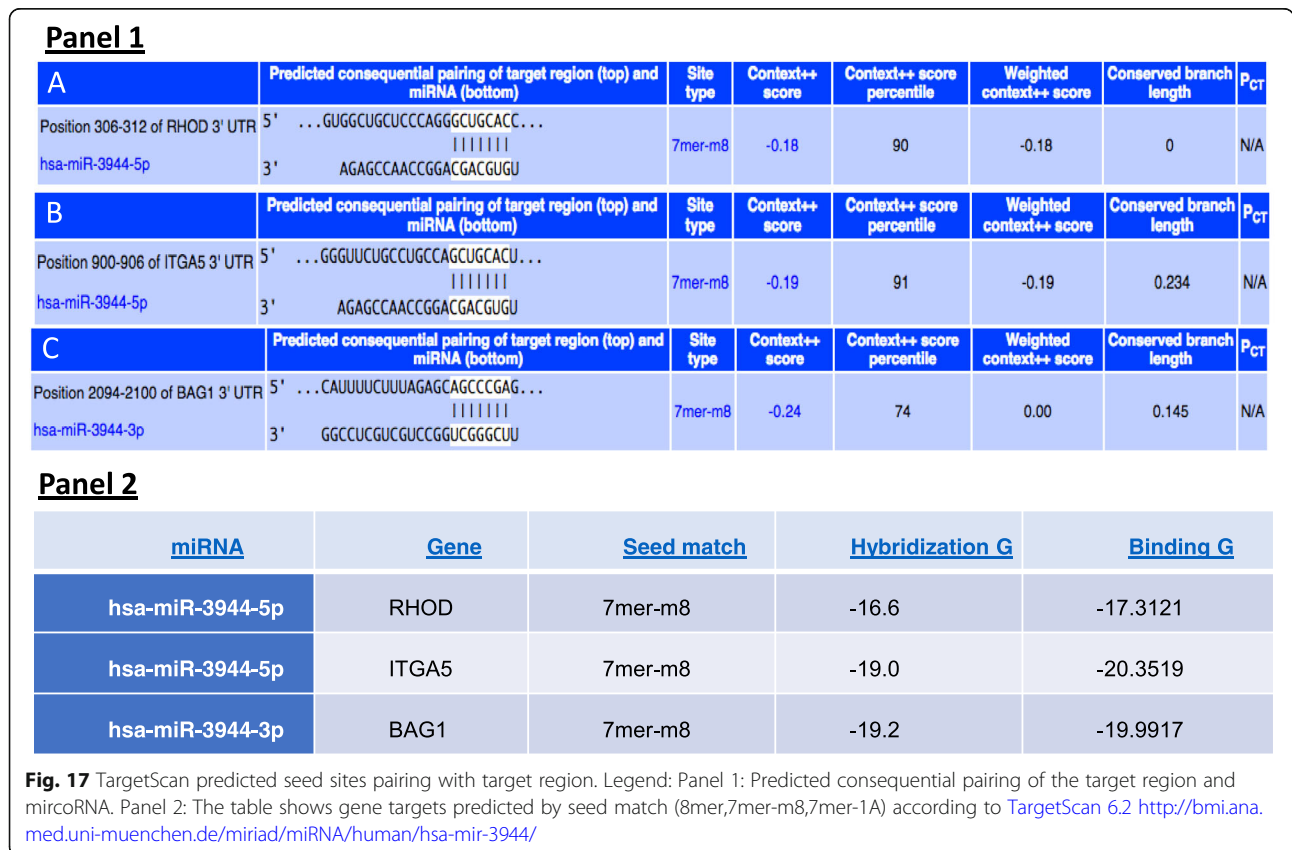 Panel 1
A Predicted consequential pairing of target region (top) and miRNA (bottom) Site type Context++ score Context++ score percentile Weighted context++ score Conserved branch length PCT
Position 306-312 of RHOD 3' UTR 5' ...GUGGCUGCUCCCAGGGCUGCACC... 7mer-m8 -0.18 90 -0.18 0 N/A
hsa-miR-3944-5p 3' AGAGCCAACCGGACGACGUGU
B Predicted consequential pairing of target region (top) and miRNA (bottom) Site type Context++ score Context++ score percentile Weighted context++ score Conserved branch length PCT
Position 900-906 of ITGA5 3' UTR 5' ...GGGUUCUGCCUGCCAGCUGCACU... 7mer-m8 -0.19 91 -0.19 0.234 N/A
hsa-miR-3944-5p 3' AGAGCCAACCGGACGACGUGU
C Predicted consequential pairing of target region (top) and miRNA (bottom) Site type Context++ score Context++ score percentile Weighted context++ score Conserved branch length PCT
Position 2094-2100 of BAG1 3' UTR 5' ...CAUUUUCUUUAGAGCAGCCCGAG... 7mer-m8 -0.24 74 0.00 0.145 N/A
hsa-miR-3944-3p 3' GGCCUCGUCGUCCGGUCGGGCUU
Panel 2
miRNA Gene Seed match Hybridization G Binding G
hsa-miR-3944-5p RHOD 7mer-m8 -16.6 -17.3121
hsa-miR-3944-5p ITGA5 7mer-m8 -19.0 -20.3519
hsa-miR-3944-3p BAG1 7mer-m8 -19.2 -19.9917
Fig. 17 TargetScan predicted seed sites pairing with target region. Legend: Panel 1: Predicted consequential pairing of the target region and
mircoRNA. Panel 2: The table shows gene targets predicted by seed match (8mer,7mer-m8,7mer-1A) according to TargetScan 6.2 http://bmi.ana.
med.uni-muenchen.de/miriad/miRNA/human/hsa-mir-3944/